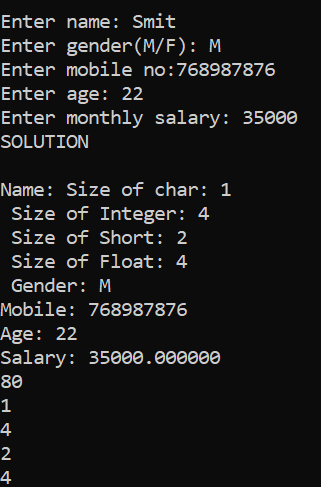 Enter name: Smit
Enter gender(M/F): M
Enter mobile no:768987876
Enter age: 22
Enter monthly salary: 35000
SOLUTION
Name: Size of char: 1
Size of Integer: 4
Size of Short: 2
Size of Float: 4
Gender: M
Mobile: 768987876
Age: 22
Salary: 35000.000000
80
1
4
2
4